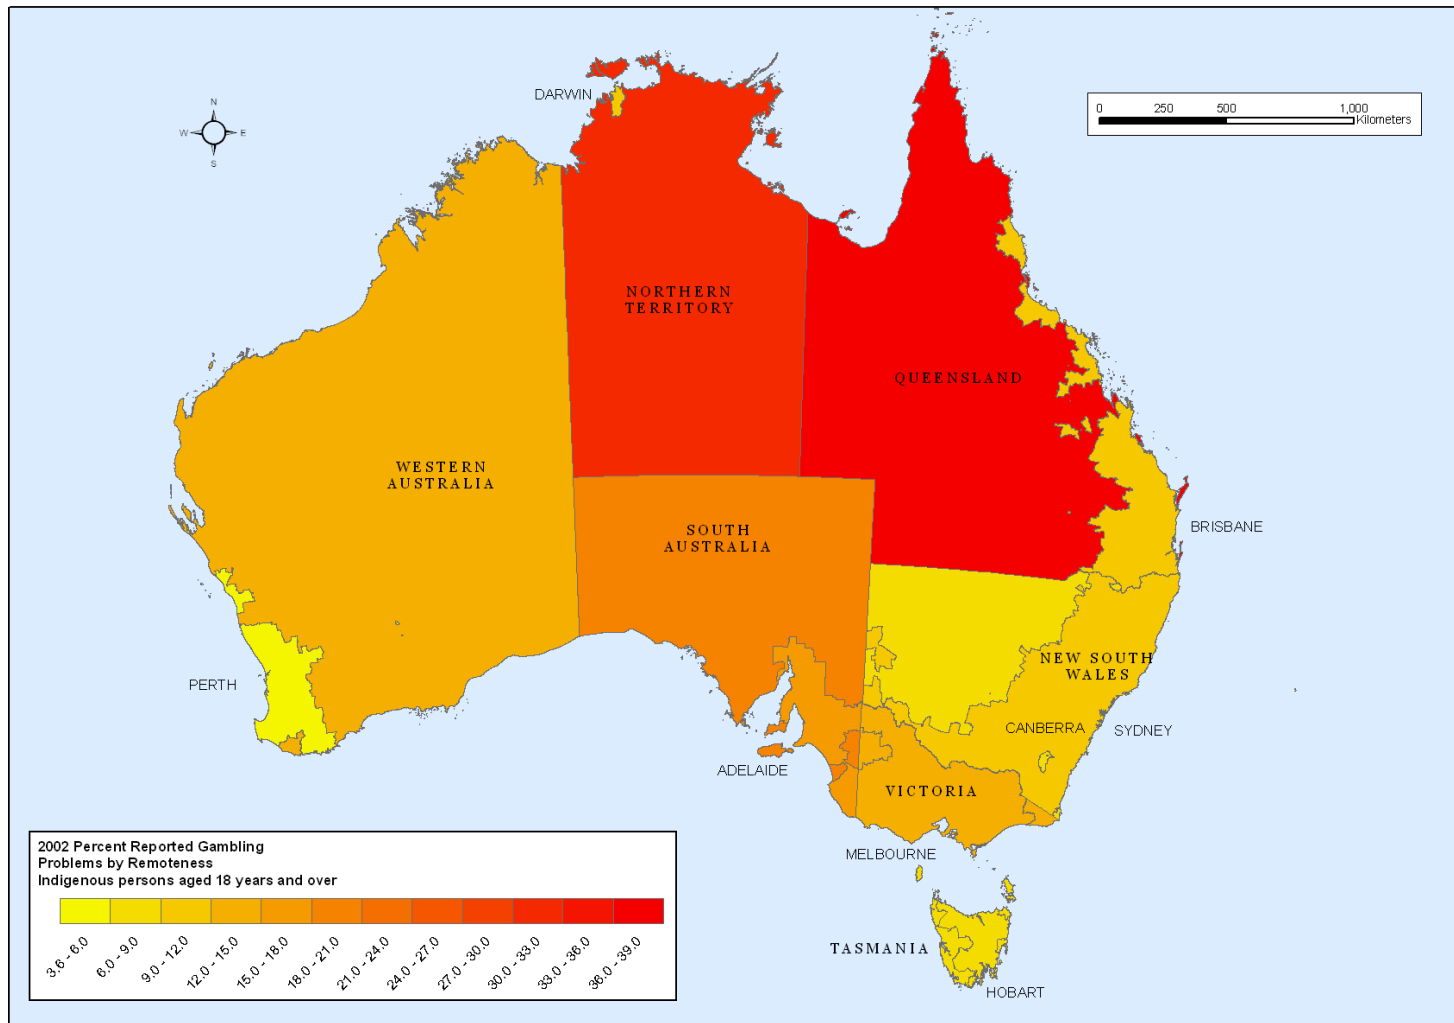 DARWIN
N
W E
S
0 250 500 1,000
Kilometers
NORTHERN
TERRITORY
QUEENSLAND
WESTERN
AUSTRALIA
SOUTH
AUSTRALIA
BRISBANE
PERTH
NEW SOUTH
WALES
CANBERRA
SYDNEY
ADELAIDE
VICTORIA
MELBOURNE
TASMANIA
HOBART
2002 Percent Reported Gambling
Problems by Remoteness
Indigenous persons aged 18 years and over
3.6 - 6.0
6.0 - 9.0
9.0 - 12.0
12.0 - 15.0
15.0 - 18.0
18.0 - 21.0
21.0 - 24.0
24.0 - 27.0
27.0 - 30.0
30.0 - 33.0
33.0 - 36.0
36.0 - 39.0